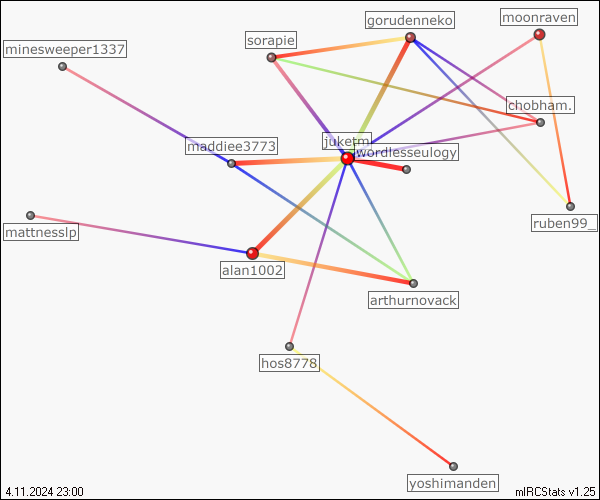 moonraven
gorudenneko
sorapie
minesweeper1337
chobham.
juketm
maddiee3773
wordlesseulogy
mattnesslp
ruben99_
alan1002
arthurnovack
hos8778
yoshimanden
4.11.2024 23:00
mIRCStats v1.25